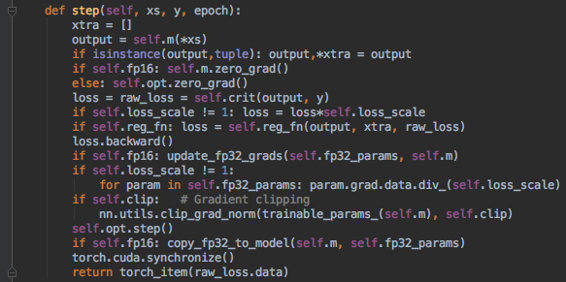 def step(self, xs, y, epoch):
    xtra = []
    output = self.m(*xs)
    if isinstance(output,tuple): output,*xtra = output
    if self.fp16: self.m.zero_grad()
    else: self.opt.zero_grad()
    loss = raw_loss = self.crit(output, y)
    if self.loss_scale != 1: loss = loss*self.loss_scale
    if self.reg_fn: loss = self.reg_fn(output, xtra, raw_loss)
    loss.backward()
    if self.fp16: update_fp32_grads(self.fp32_params, self.m)
    if self.loss_scale != 1:
        for param in self.fp32_params: param.grad.data.div_(self.loss_scale)
    if self.clip:   # Gradient clipping
        nn.utils.clip_grad_norm(trainable_params_(self.m), self.clip)
    self.opt.step()
    if self.fp16: copy_fp32_to_model(self.m, self.fp32_params)
    torch.cuda.synchronize()
    return torch_item(raw_loss.data)